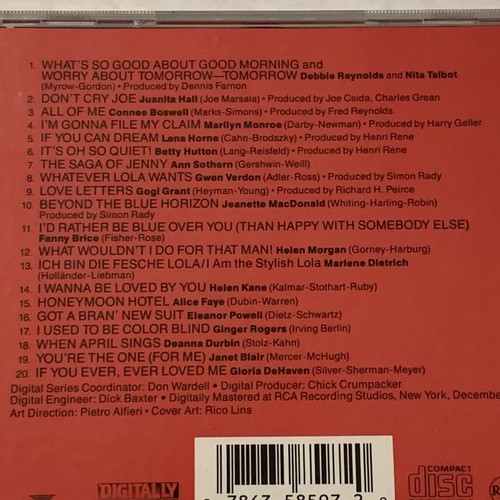 1. WHAT'S SO GOOD ABOUT GOOD MORNING and
WORRY ABOUT TOMORROW—TOMORROW Debbie Reynolds and Nita Talbot
(Myrow-Gordon) • Produced by Dennis Farnon
2. DON'T CRY JOE Juanita Hall (Joe Marsala) • Produced by Joe Csida, Charles Grean
3. ALL OF ME Connee Boswell (Marks-Simons) • Produced by Fred Reynolds
4. I'M GONNA FILE MY CLAIM Marilyn Monroe (Darby-Newman) • Produced by Harry Geller
5. IF YOU CAN DREAM Lena Horne (Cahn-Brodszky) • Produced by Henri Rene
6. IT'S OH SO QUIET! Betty Hutton (Lang-Reisfeld) • Produced by Henri Rene
7. THE SAGA OF JENNY Ann Sothern (Gershwin-Weill)
8. WHATEVER LOLA WANTS Gwen Verdon (Adler-Ross) • Produced by Simon Rady
9. LOVE LETTERS Gogi Grant (Heyman-Young) • Produced by Richard H. Peirce
10. BEYOND THE BLUE HORIZON Jeanette MacDonald (Whiting-Harling-Robin)
Produced by Simon Rady
11. I'D RATHER BE BLUE OVER YOU (THAN HAPPY WITH SOMEBODY ELSE)
Fanny Brice (Fisher-Rose)
12. WHAT WOULDN'T I DO FOR THAT MAN! Helen Morgan (Gorney-Harburg)
13. ICH BIN DIE FESCHE LOLA/I Am the Stylish Lola Marlene Dietrich
(Holländer-Liebman)
14. I WANNA BE LOVED BY YOU Helen Kane (Kalmar-Stothart-Ruby)
15. HONEYMOON HOTEL Alice Faye (Dubin-Warren)
16. GOT A BRAN' NEW SUIT Eleanor Powell (Dietz-Schwartz)
17. I USED TO BE COLOR BLIND Ginger Rogers (Irving Berlin)
18. WHEN APRIL SINGS Deanna Durbin (Stolz-Kahn)
19. YOU'RE THE ONE (FOR ME) Janet Blair (Mercer-McHugh)
20. IF YOU EVER, EVER LOVED ME Gloria DeHaven (Silver-Sherman-Meyer)
Digital Series Coordinator: Don Wardell • Digital Producer: Chick Crumpacker
Digital Engineer: Dick Baxter • Digitally Mastered at RCA Recording Studios, New York, December
Art Direction: Pietro Alfieri • Cover Art: Rico Lins
DIGITALLY
COMPACT
disc